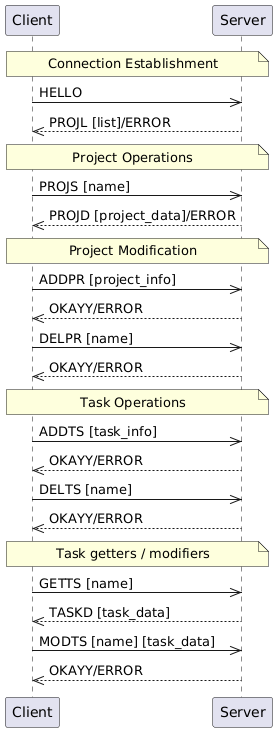 Client Server
Connection Establishment
HELLO
PROJL [list]/ERROR
Project Operations
PROJS [name]
PROJD [project_data]/ERROR
Project Modification
ADDPR [project_info]
OKAYY/ERROR
DELPR [name]
OKAYY/ERROR
Task Operations
ADDTS [task_info]
OKAYY/ERROR
DELTS [name]
OKAYY/ERROR
Task getters / modifiers
GETTS [name]
TASKD [task_data]
MODTS [name] [task_data]
OKAYY/ERROR
Client Server